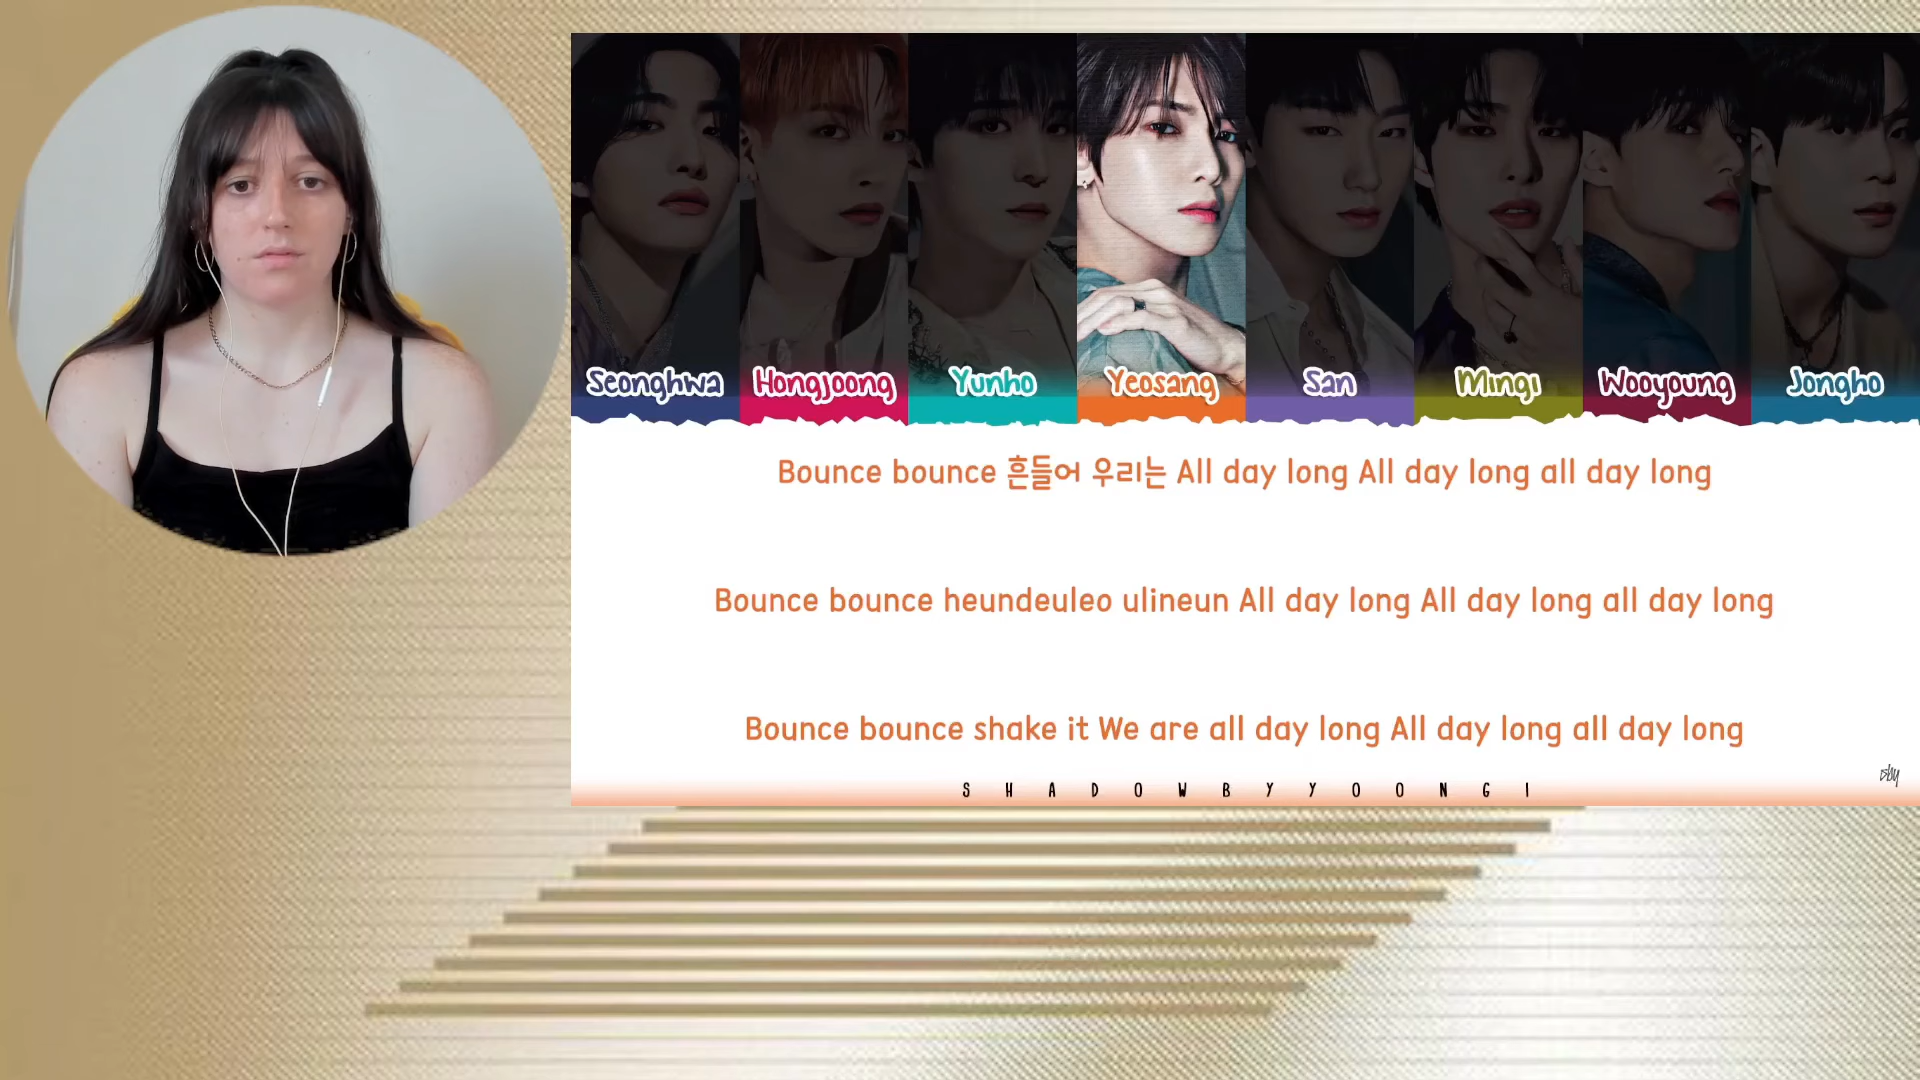 Seonghwa Hongjoong Yunho Yeosang San Mingi Wooyoung Jongho
Bounce bounce 흔들어 우리는 All day long All day long all day long
Bounce bounce heundeuleo ulineun All day long All day long all day long
Bounce bounce shake it We are all day long All day long all day long
sby
SHADOWBYYOONGI